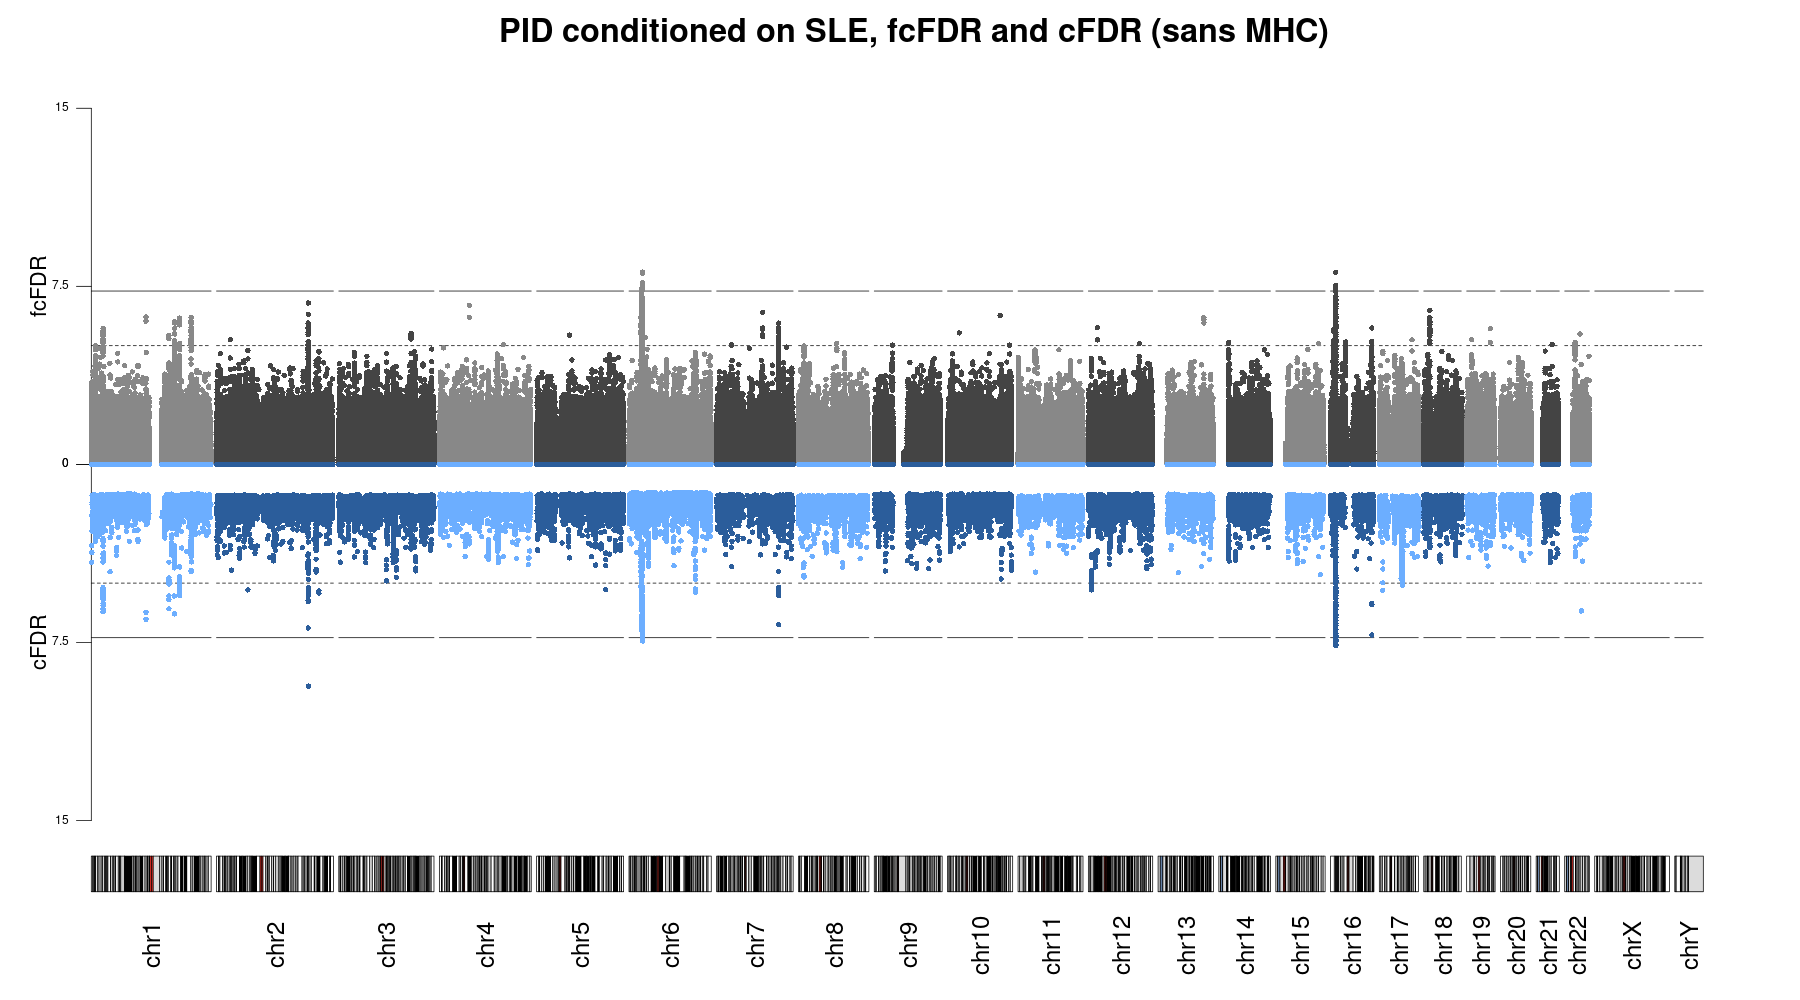 PID conditioned on SLE, fcFDR and cFDR (sans MHC)
15
fcFDR
7.5
0
cFDR
7.5
15
chr1
chr2
chr3
chr4
chr5
chr6
chr7
chr8
chr9
chr10
chr11
chr12
chr13
chr14
chr15
chr16
chr17
chr18
chr19
chr20
chr21
chr22
chrX
chrY